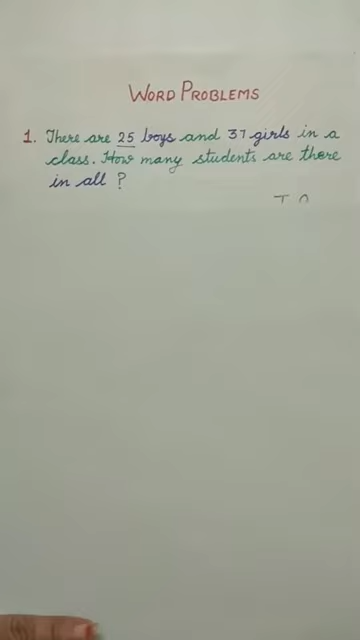 WORD PROBLEMS
1. There are 25 boys and 37 girls in a
class. How many students are there
in all ?